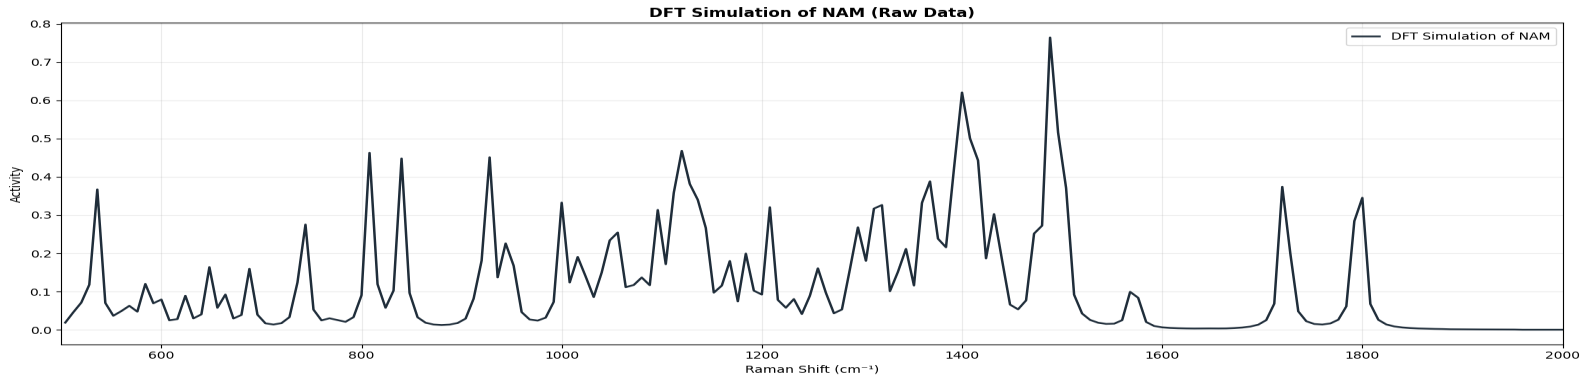 DFT Simulation of NAM (Raw Data)
DFT Simulation of NAM
Activity
0.8
0.7
0.6
0.5
0.4
0.3
0.2
0.1
0.0
600 800 1000 1200 1400 1600 1800 2000
Raman Shift (cm⁻¹)